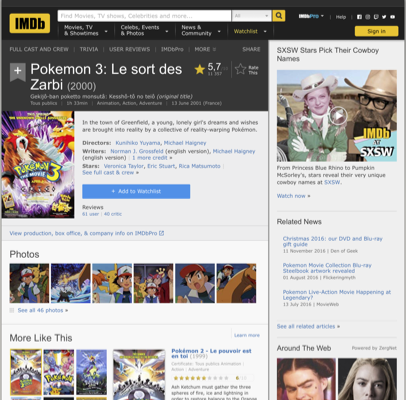 IMDb
Find Movies, TV shows, Celebrities and more...
All
IMDbPro
Help
Movies, TV
& Showtimes
Celebs, Events
& Photos
News &
Community
Watchlist
Sign in
FULL CAST AND CREW | TRIVIA | USER REVIEWS | IMDbPro | MORE
SHARE
Pokemon 3: Le sort des
Zarbi (2000)
5,7
Rate
This
Gekijô-ban poketto monsutâ: Kesshô-tô no teiô (original title)
Tous publics | 1h 33min | Animation, Action, Adventure | 13 June 2001 (France)
In the town of Greenfield, a young, lonely girl's dreams and wishes
are brought into reality by a collective of reality-warping Pokémon.
Directors: Kunihiko Yuyama, Michael Haigney
Writers: Norman J. Grossfeld (english version), Michael Haigney
(english version) | 1 more credit »
Stars: Veronica Taylor, Eric Stuart, Rica Matsumoto |
See full cast & crew »
+ Add to Watchlist
Reviews
61 user | 40 critic
View production, box office, & company info on IMDbPro
Photos
See all 46 photos »
More Like This
Learn more
Pokémon 2 - Le pouvoir est
en toi (1999)
Ash Ketchum must gather the three
spheres of fire, ice and lightning in
order to restore balance to the Orange
SXSW Stars Pick Their Cowboy
Names
IMDb
AT
SXSW
From Princess Blue Rhino to Pumpkin
McSorley's, stars reveal their very unique
cowboy names at SXSW.
Watch now »
Related News
Christmas 2016: our DVD and Blu-ray
gift guide
11 November 2016 | Den of Geek
Pokemon Movie Collection Blu-ray
Steelbook artwork revealed
01 August 2016 | Flickeringmyth
Pokemon Live-Action Movie Happening at
Legendary?
13 July 2016 | MovieWeb
See all related articles »
Around The Web
Powered by ZergNet